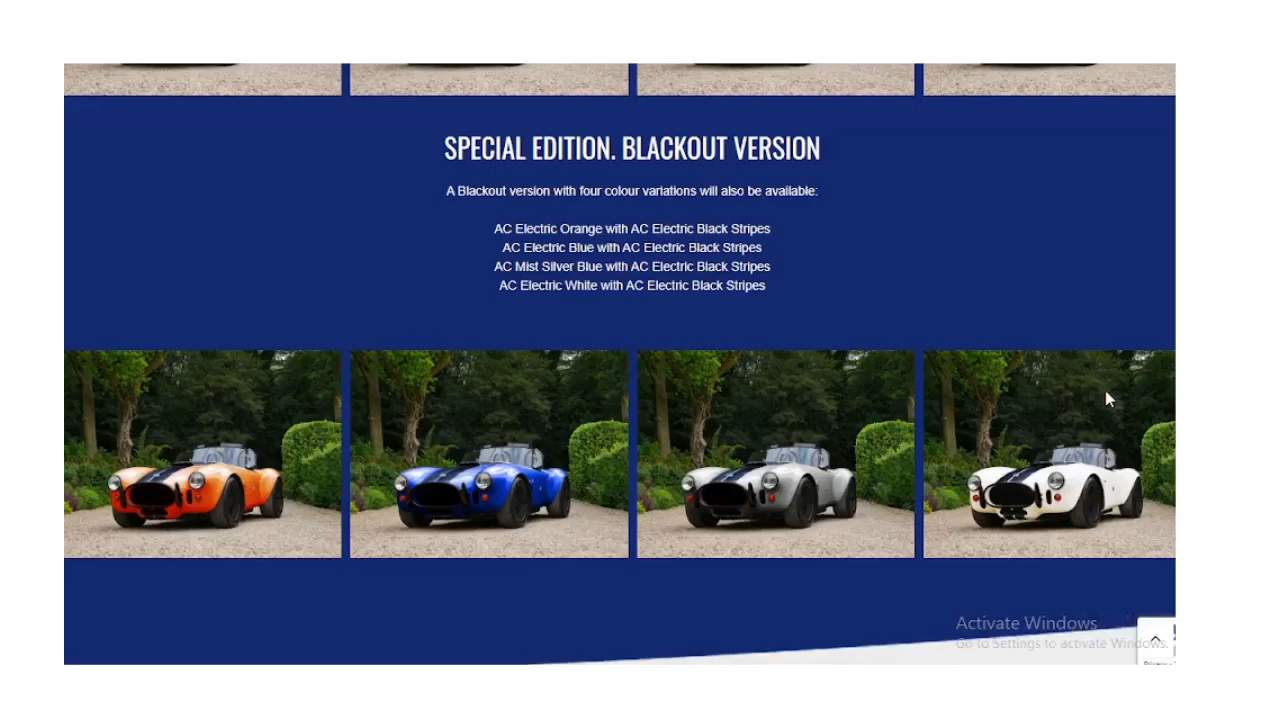 SPECIAL EDITION. BLACKOUT VERSION
A Blackout version with four colour variations will also be available:
AC Electric Orange with AC Electric Black Stripes
AC Electric Blue with AC Electric Black Stripes
AC Mist Silver Blue with AC Electric Black Stripes
AC Electric White with AC Electric Black Stripes
Activate Windows
Go to Settings to activate Windows.